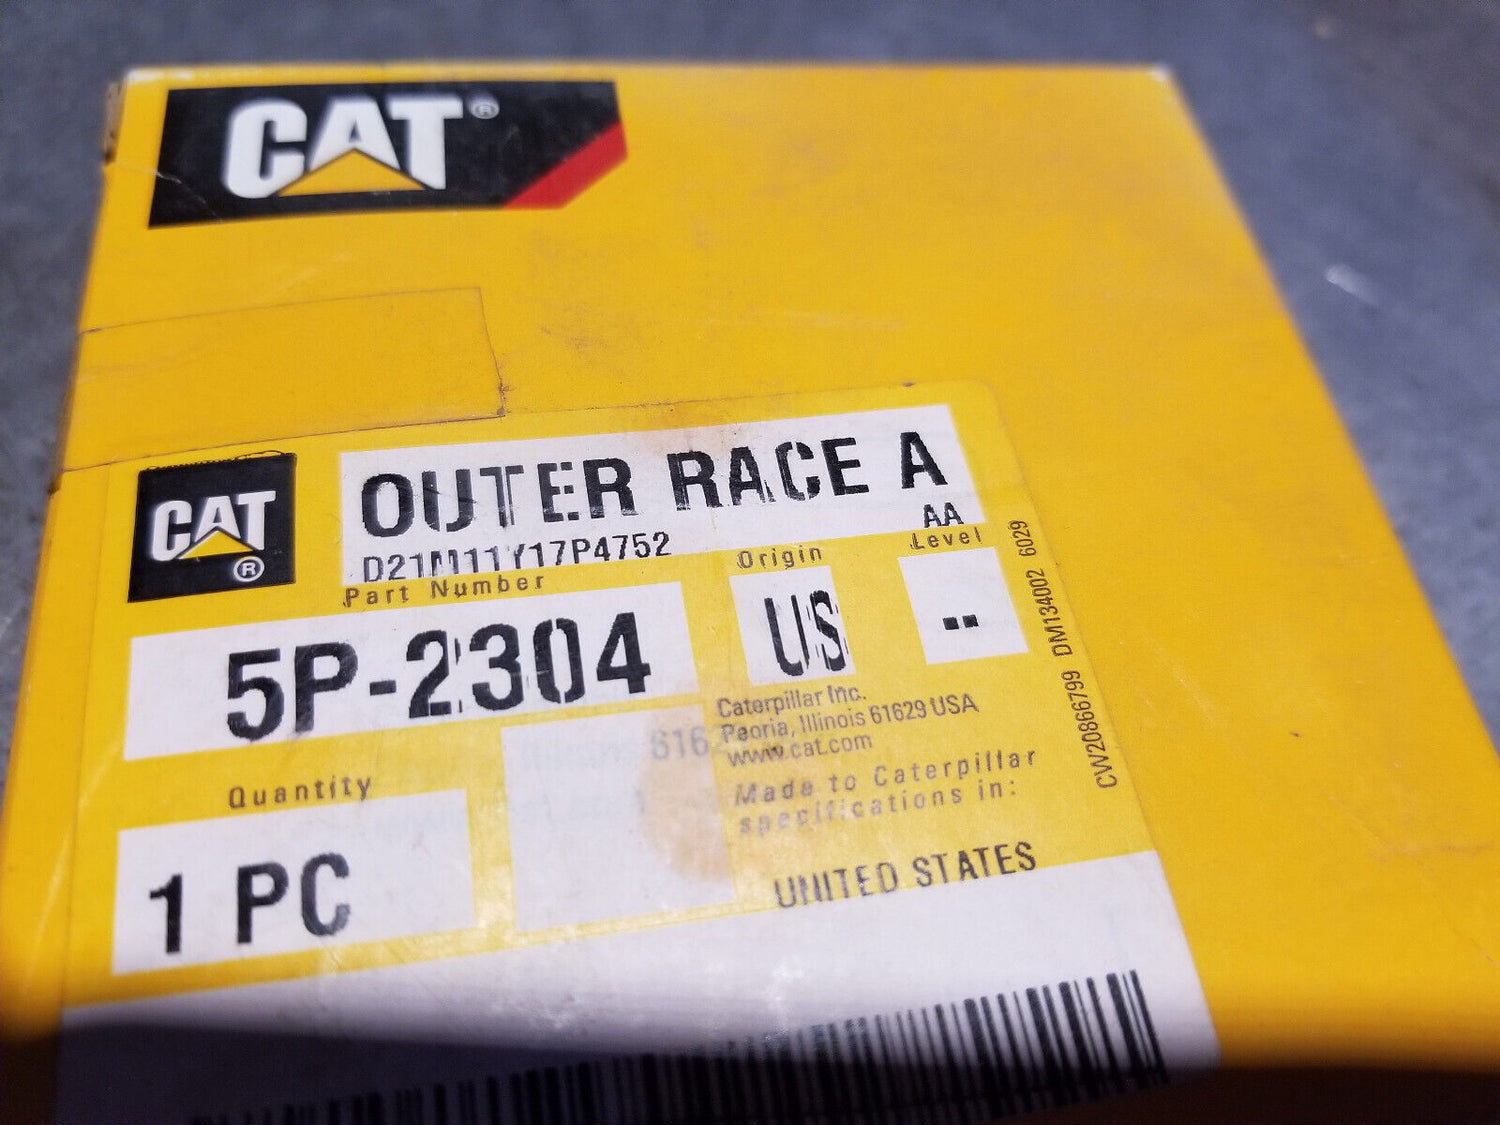 CAT®
CAT®
OUTER RACE A
D21M11Y17P4752
AA
Part Number
Origin
Level
5P-2304
US
--
Caterpillar Inc.
Peoria, Illinois 61629 USA
www.cat.com
Quantity
Made to Caterpillar
specifications in:
1 PC
UNITED STATES
CW20866799 DM134002 6029